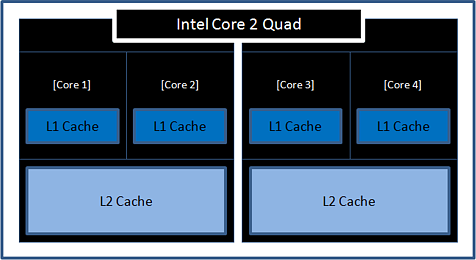 Intel Core 2 Quad
[Core 1] [Core 2] [Core 3] [Core 4]
L1 Cache L1 Cache L1 Cache L1 Cache
L2 Cache L2 Cache